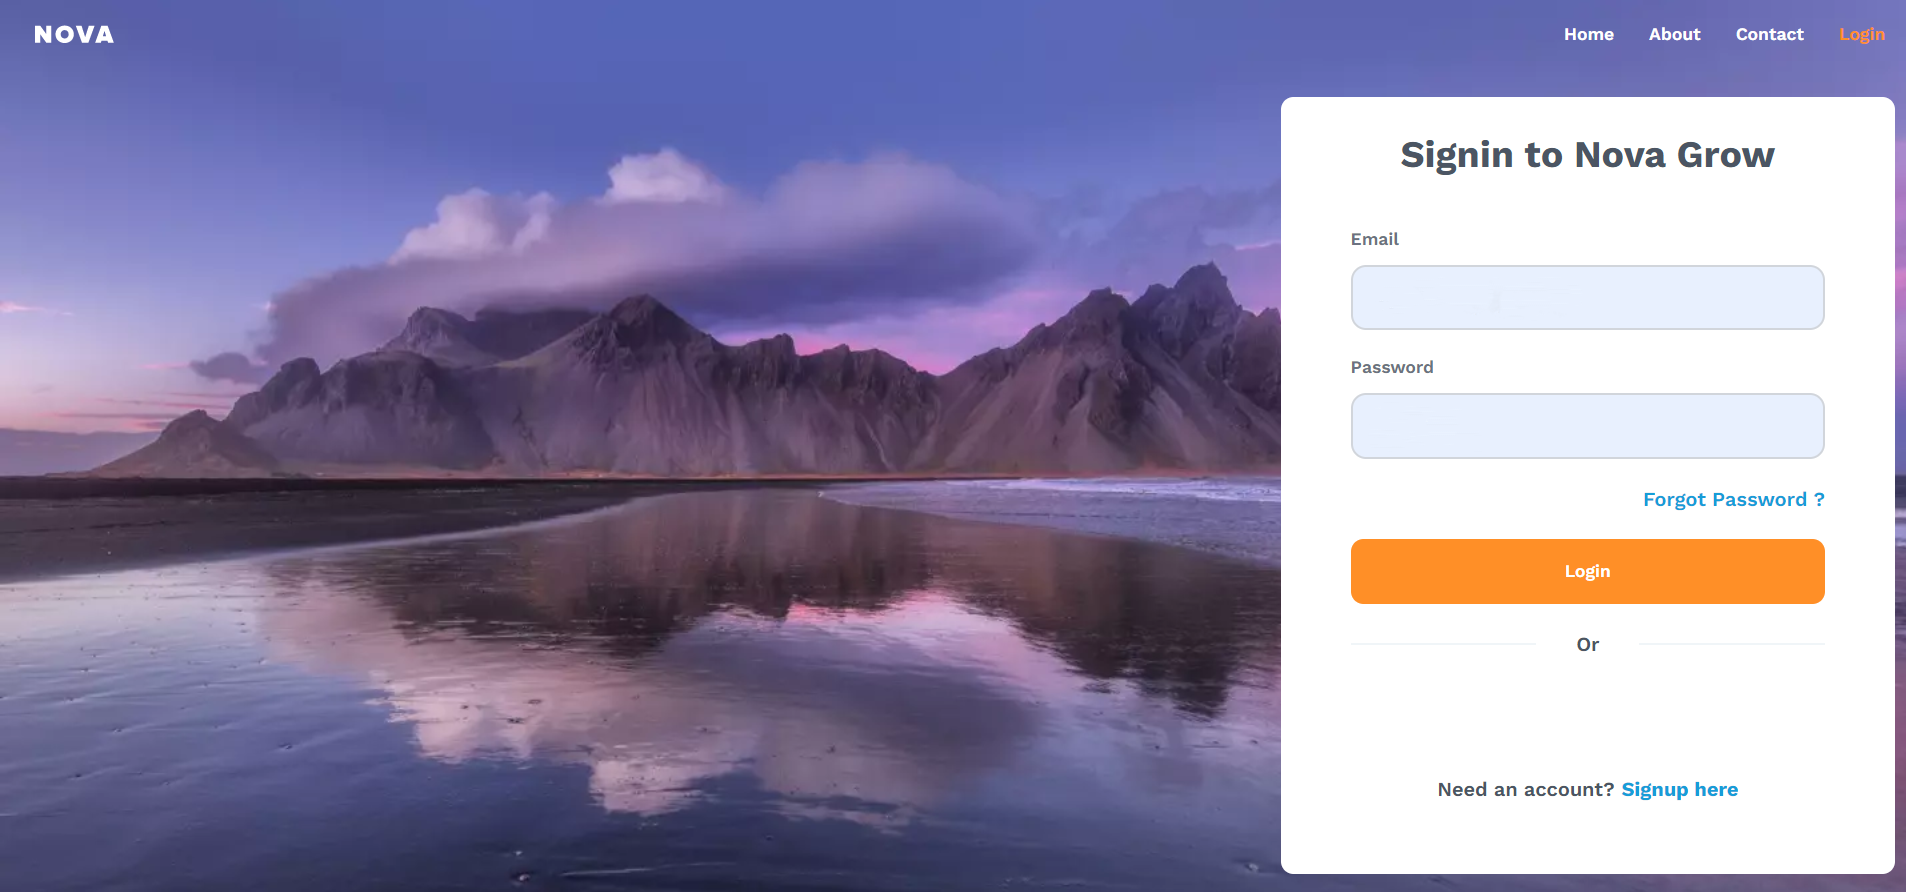 NOVA
Home About Contact Login
Signin to Nova Grow
Email
Password
Forgot Password ?
Login
Or
Need an account? Signup here